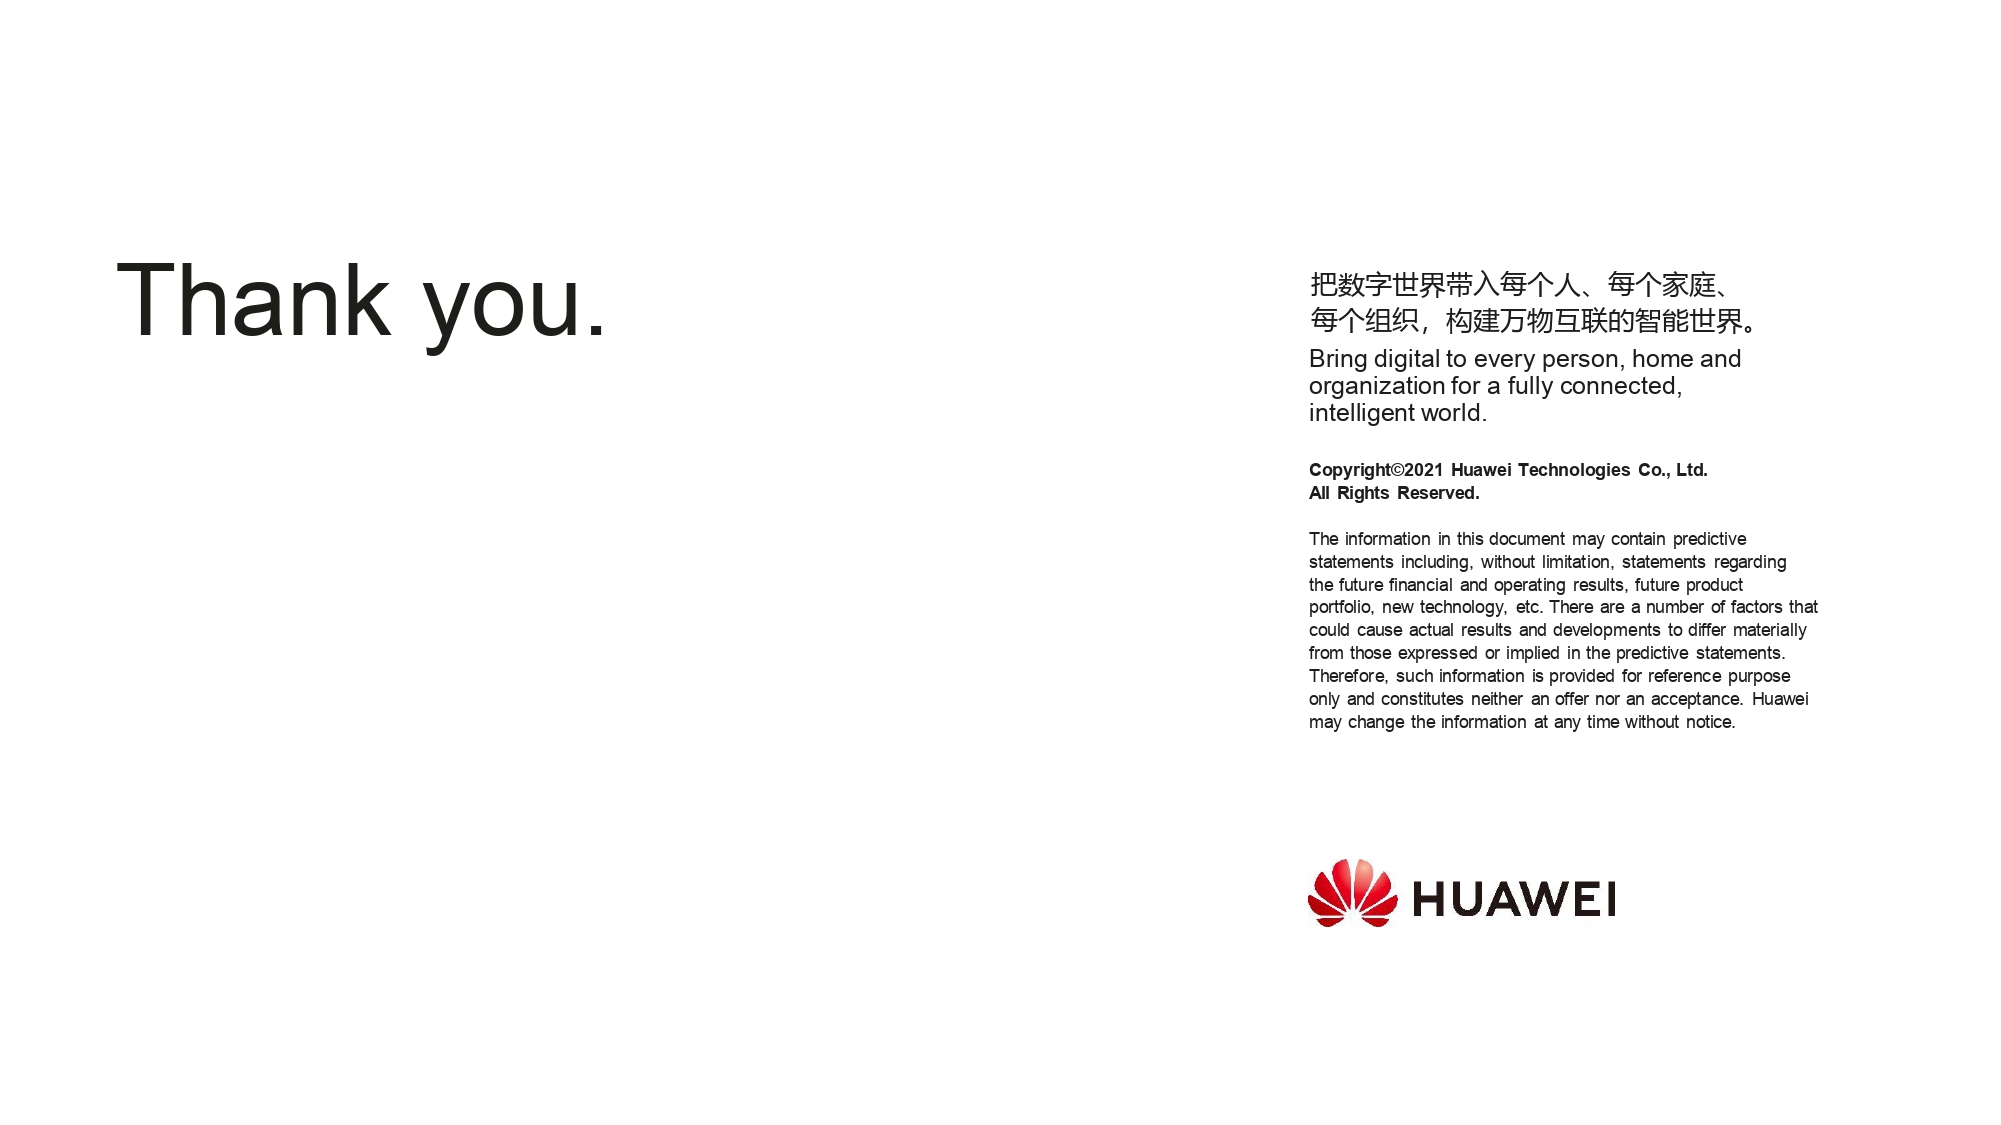 Thank you.
把数字世界带入每个人、每个家庭、
每个组织，构建万物互联的智能世界。
Bring digital to every person, home and
organization for a fully connected,
intelligent world.
Copyright©2021 Huawei Technologies Co., Ltd.
All Rights Reserved.
The information in this document may contain predictive
statements including, without limitation, statements regarding
the future financial and operating results, future product
portfolio, new technology, etc. There are a number of factors that
could cause actual results and developments to differ materially
from those expressed or implied in the predictive statements.
Therefore, such information is provided for reference purpose
only and constitutes neither an offer nor an acceptance. Huawei
may change the information at any time without notice.
HUAWEI